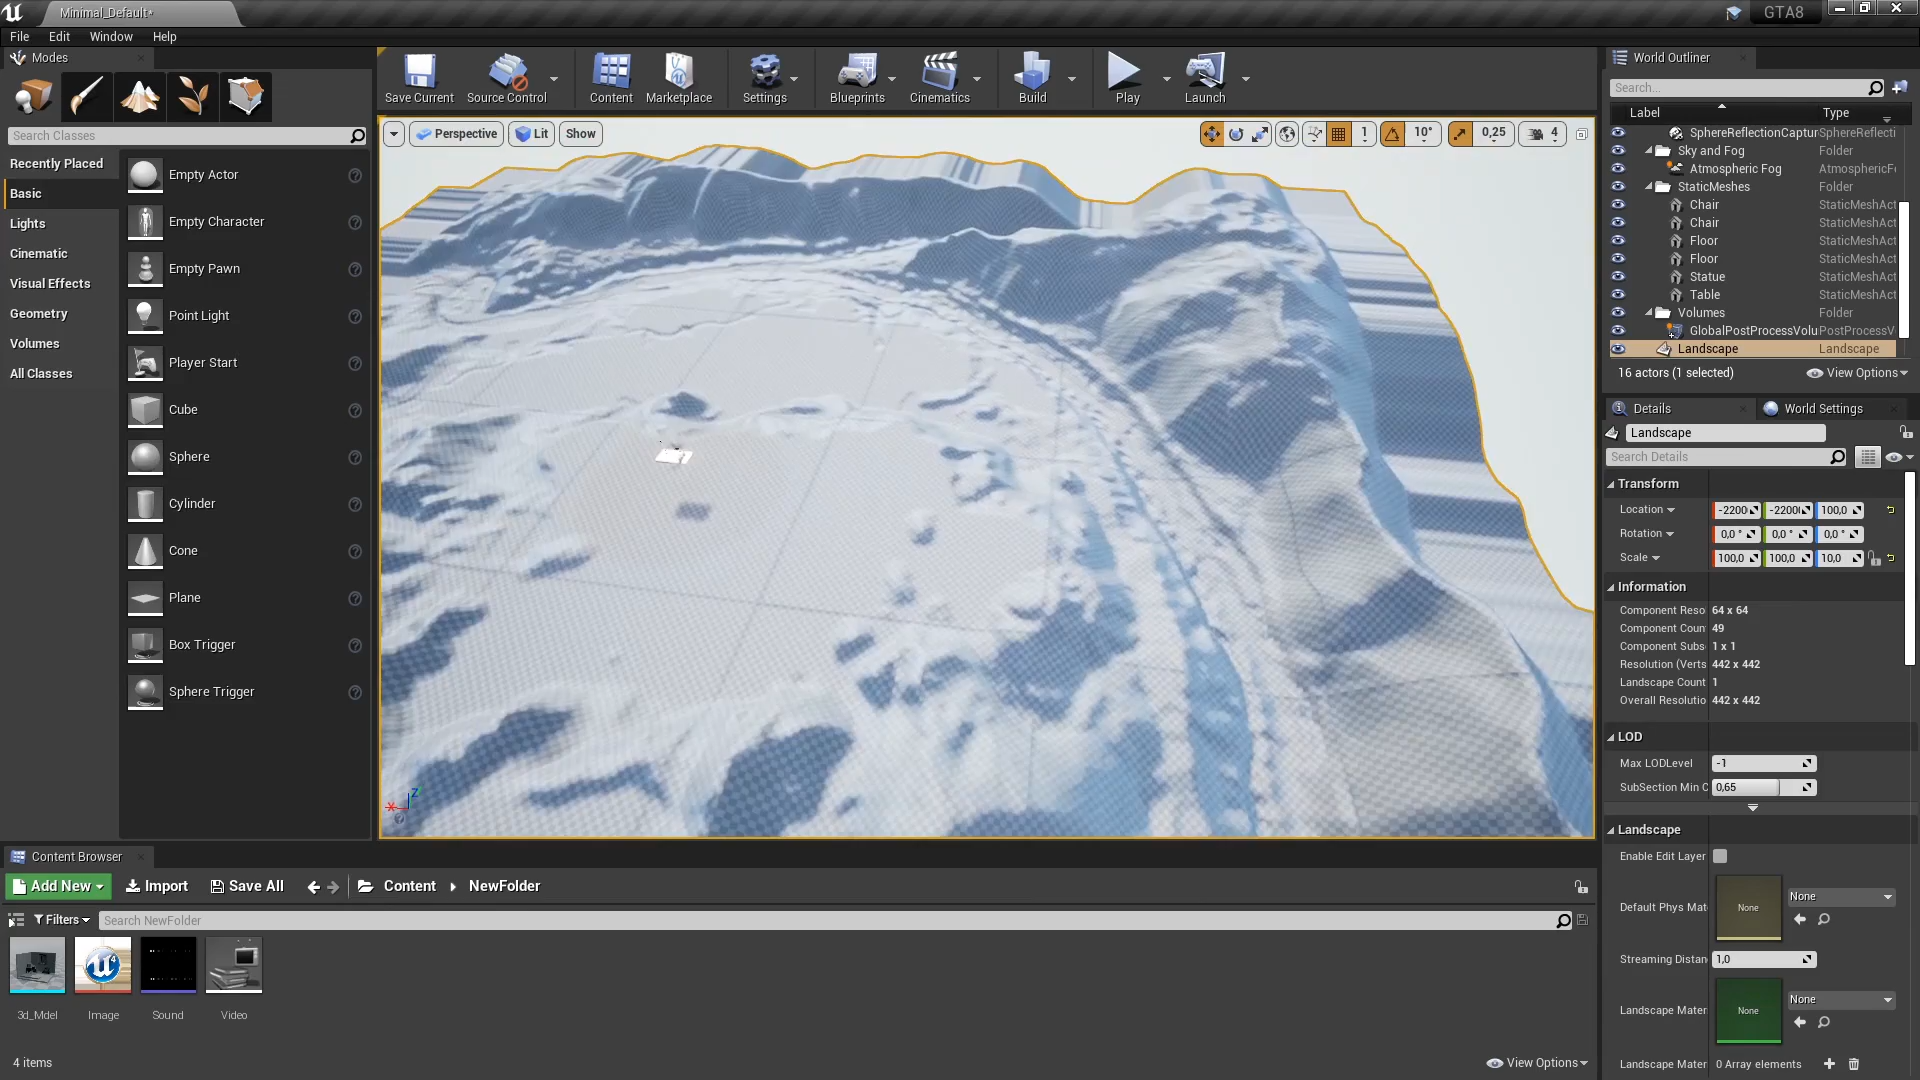 Minimal_Default*
GTA8
File Edit Window Help
Modes
Search Classes
Recently Placed
Basic
Lights
Cinematic
Visual Effects
Geometry
Volumes
All Classes
Empty Actor
Empty Character
Empty Pawn
Point Light
Player Start
Cube
Sphere
Cylinder
Cone
Plane
Box Trigger
Sphere Trigger
Save Current Source Control Content Marketplace Settings Blueprints Cinematics Build Play Launch
Perspective Lit Show
1 10° 0,25 4
Z
World Outliner
Search...
Label Type
SphereReflectionCaptur SphereReflecti
Sky and Fog Folder
Atmospheric Fog AtmosphericF
StaticMeshes Folder
Chair StaticMeshAct
Chair StaticMeshAct
Floor StaticMeshAct
Floor StaticMeshAct
Statue StaticMeshAct
Table StaticMeshAct
Volumes Folder
GlobalPostProcessVolu PostProcessV
Landscape Landscape
16 actors (1 selected) View Options
Details World Settings
Landscape
Search Details
Transform
Location -2200 -2200 100,0
Rotation 0,0 ° 0,0 ° 0,0 °
Scale 100,0 100,0 10,0
Information
Component Reso 64 x 64
Component Coun 49
Component Subs 1 x 1
Resolution (Verts 442 x 442
Landscape Count 1
Overall Resolutio 442 x 442
LOD
Max LODLevel -1
SubSection Min C 0,65
Landscape
Enable Edit Layer
Default Phys Mat None None
Streaming Distan 1,0
Landscape Mater None None
Landscape Mater 0 Array elements
Content Browser
Add New Import Save All Content NewFolder
Filters Search NewFolder
3d_Mdel Image Sound Video
4 items View Options